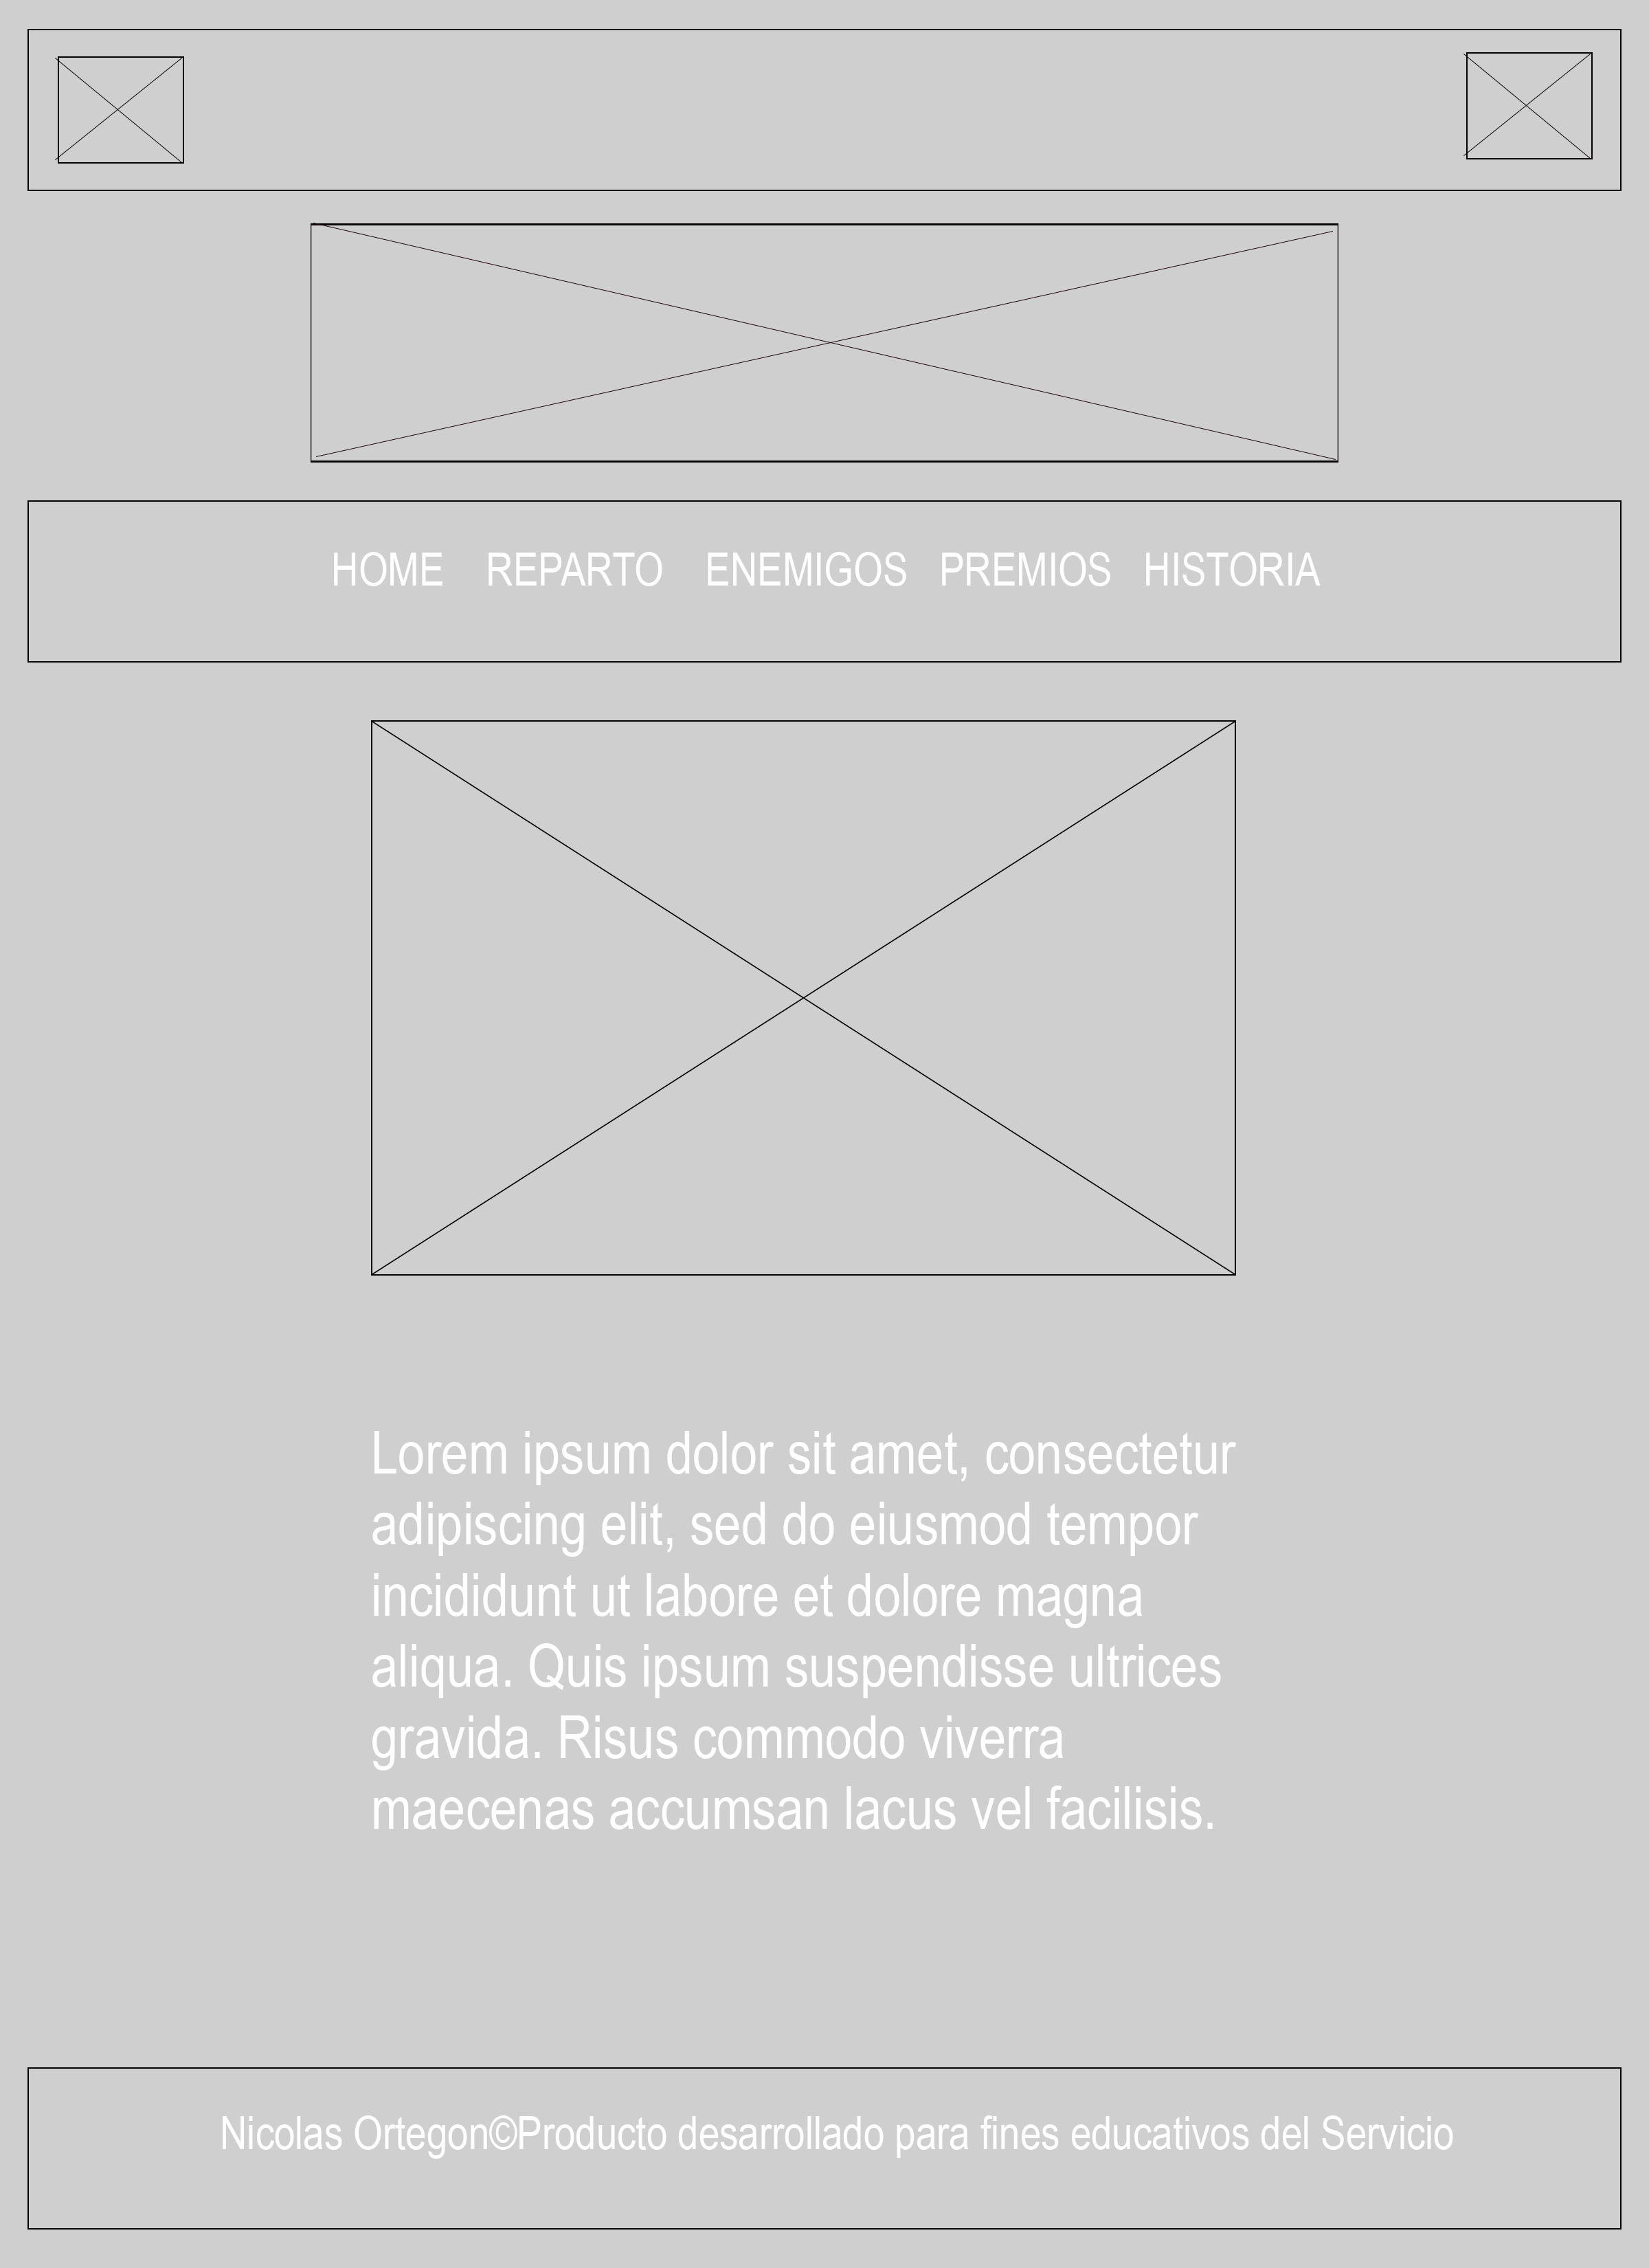 HOME REPARTO ENEMIGOS PREMIOS HISTORIA
Lorem ipsum dolor sit amet, consectetur
adipiscing elit, sed do eiusmod tempor
incididunt ut labore et dolore magna
aliqua. Quis ipsum suspendisse ultrices
gravida. Risus commodo viverra
maecenas accumsan lacus vel facilisis.
Nicolas Ortegon©Producto desarrollado para fines educativos del Servicio